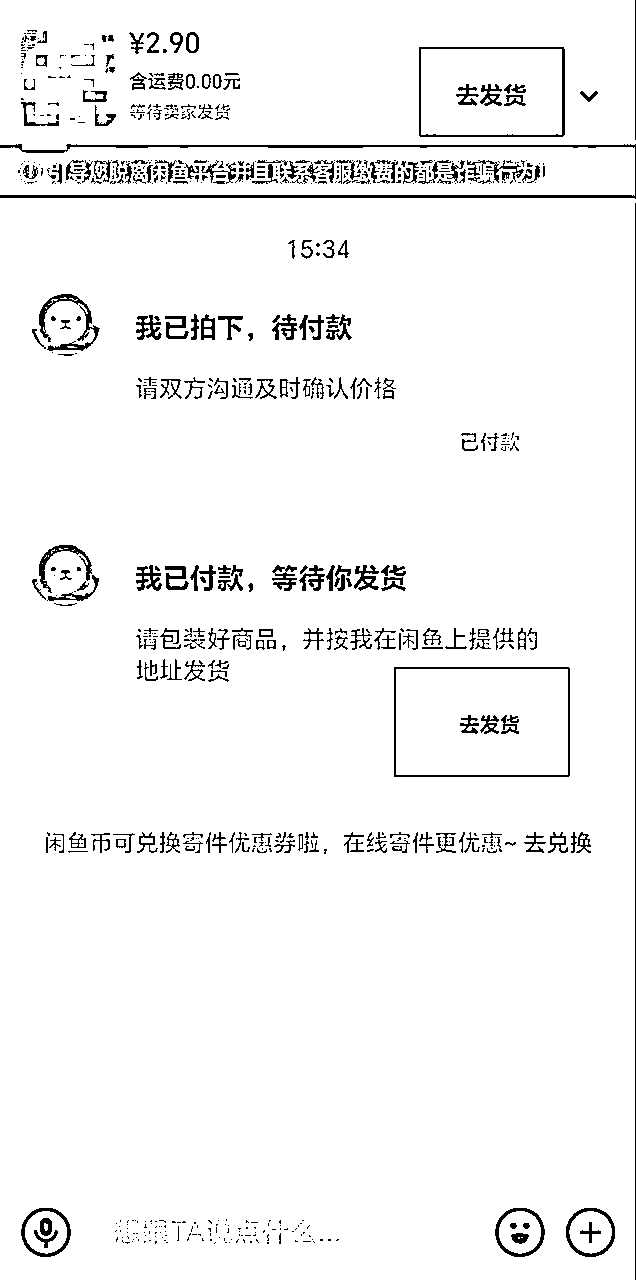 ¥2.90
含运费0.00元
等待卖家发货
去发货
引导您脱离闲鱼平台并且联系客服缴费的都是诈骗行为!
15:34
我已拍下，待付款
请双方沟通及时确认价格
已付款
我已付款，等待你发货
请包装好商品，并按我在闲鱼上提供的
地址发货
去发货
闲鱼币可兑换寄件优惠券啦，在线寄件更优惠~ 去兑换
想跟TA说点什么...